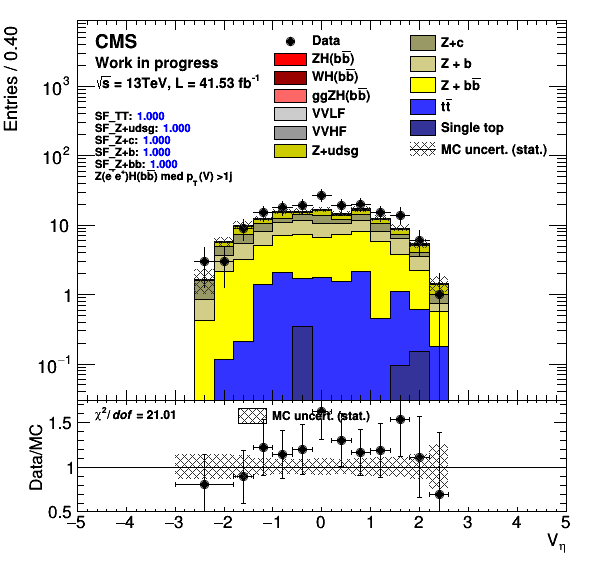 CMS
Work in progress
√s = 13TeV, L = 41.53 fb⁻¹
SF_TT: 1.000
SF_Z+udsg: 1.000
SF_Z+c: 1.000
SF_Z+b: 1.000
SF_Z+bb: 1.000
Z(e⁻e⁺)H(bb̅) med p_T(V) >1j
Data
ZH(bb̅)
WH(bb̅)
ggZH(bb̅)
VVLF
VVHF
Z+udsg
Z+c
Z + b
Z + bb̅
tt̅
Single top
MC uncert. (stat.)
Entries / 0.40
10³
10²
10
1
10⁻¹
χ²/dof = 21.01
MC uncert. (stat.)
Data/MC
1.5
1
0.5
−5 −4 −3 −2 −1 0 1 2 3 4 5
V_η